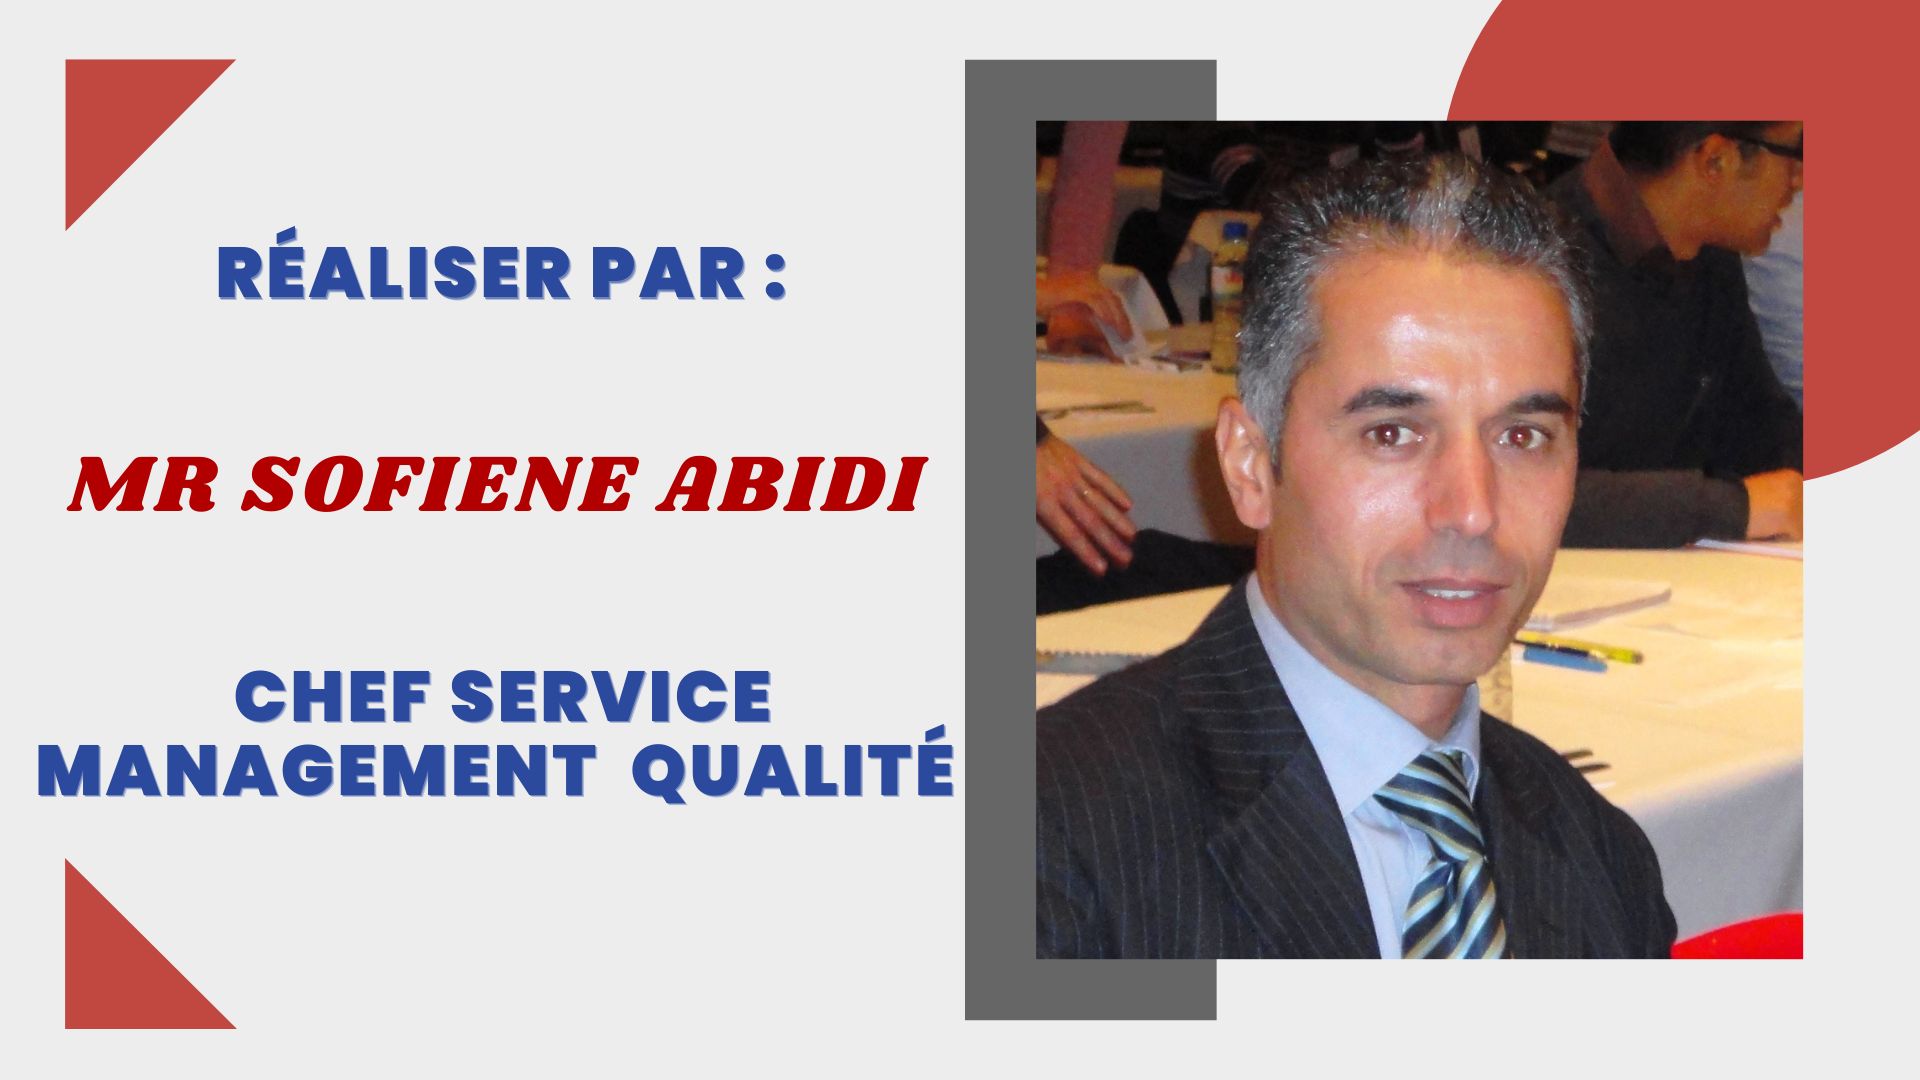 RÉALISER PAR :
MR SOFIENE ABIDI
CHEF SERVICE
MANAGEMENT QUALITÉ